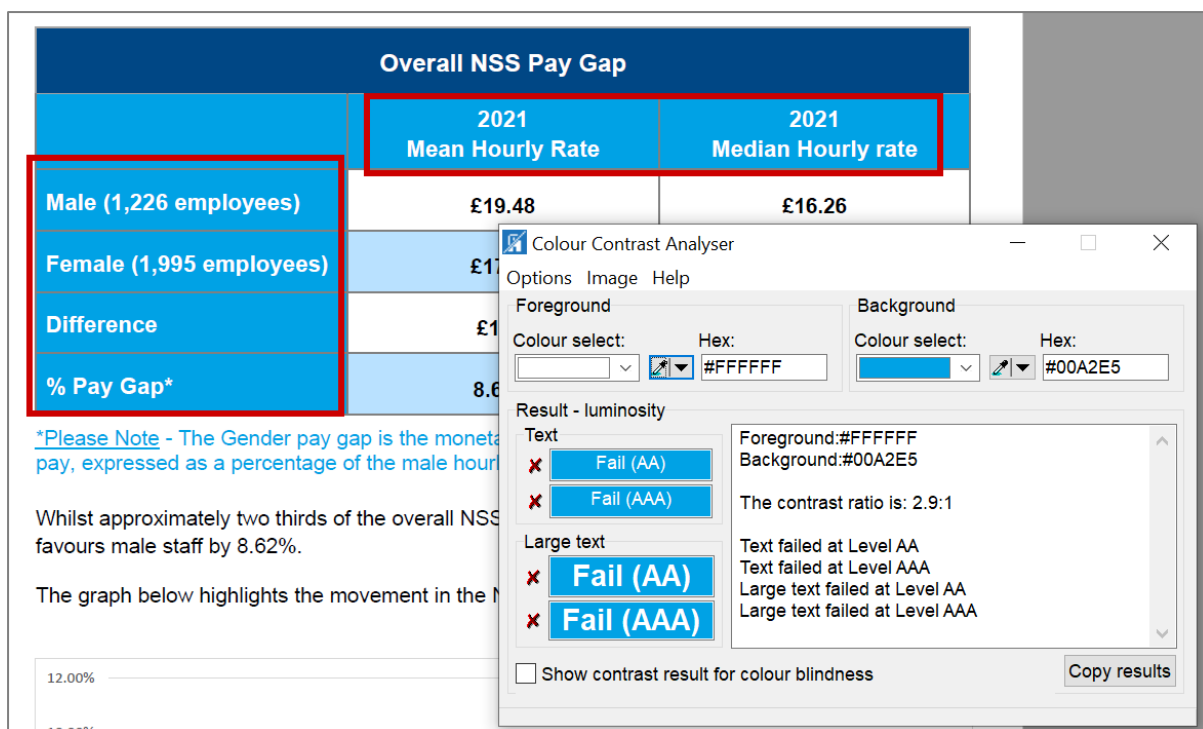 Overall NSS Pay Gap
2021
Mean Hourly Rate
2021
Median Hourly rate
Male (1,226 employees)
£19.48
£16.26
Female (1,995 employees)
£17
Difference
£1
% Pay Gap*
8.6
*Please Note - The Gender pay gap is the moneta
pay, expressed as a percentage of the male hourl
Whilst approximately two thirds of the overall NSS
favours male staff by 8.62%.
The graph below highlights the movement in the N
12.00%
Colour Contrast Analyser
Options Image Help
Foreground
Colour select:
Hex:
#FFFFFF
Background
Colour select:
Hex:
#00A2E5
Result - luminosity
Text
Fail (AA)
Fail (AAA)
Large text
Fail (AA)
Fail (AAA)
Foreground:#FFFFFF
Background:#00A2E5
The contrast ratio is: 2.9:1
Text failed at Level AA
Text failed at Level AAA
Large text failed at Level AA
Large text failed at Level AAA
Show contrast result for colour blindness
Copy results